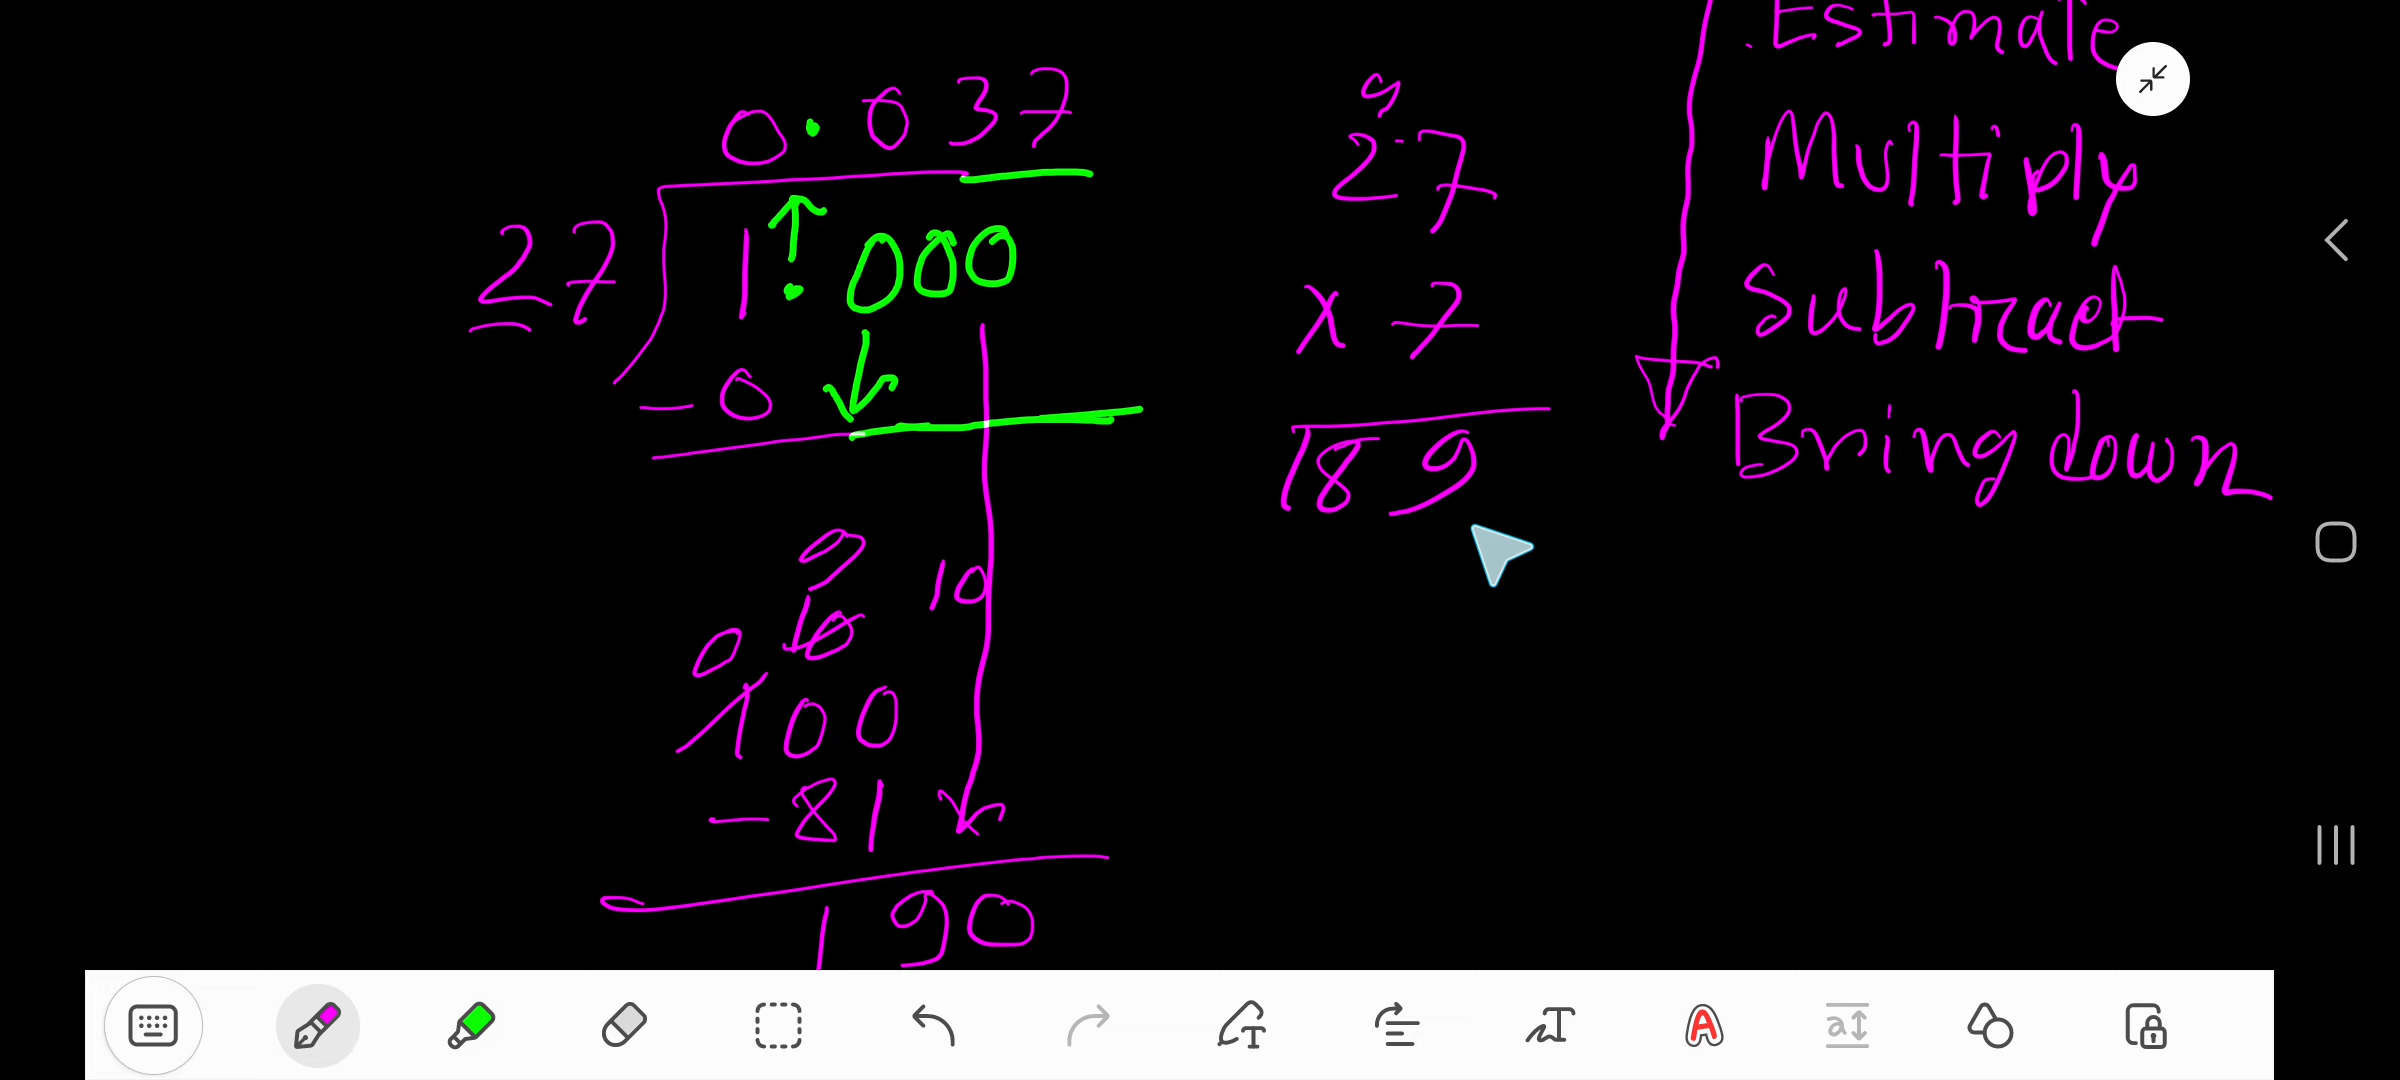 0.037
27 1.000
- 0
9
10 10
0
100
- 81
190
4
27
x 7
189
Estimate
Multiply
Subtract
Bring down